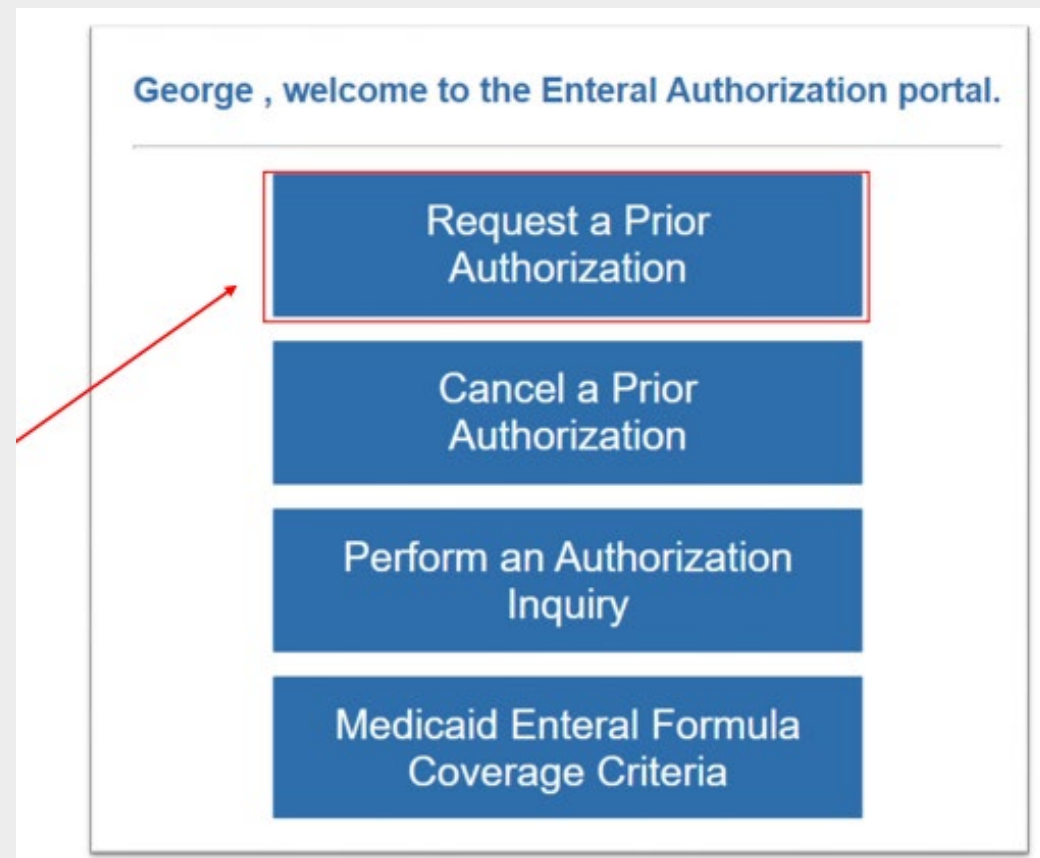 George , welcome to the Enteral Authorization portal.
Request a Prior
Authorization
Cancel a Prior
Authorization
Perform an Authorization
Inquiry
Medicaid Enteral Formula
Coverage Criteria